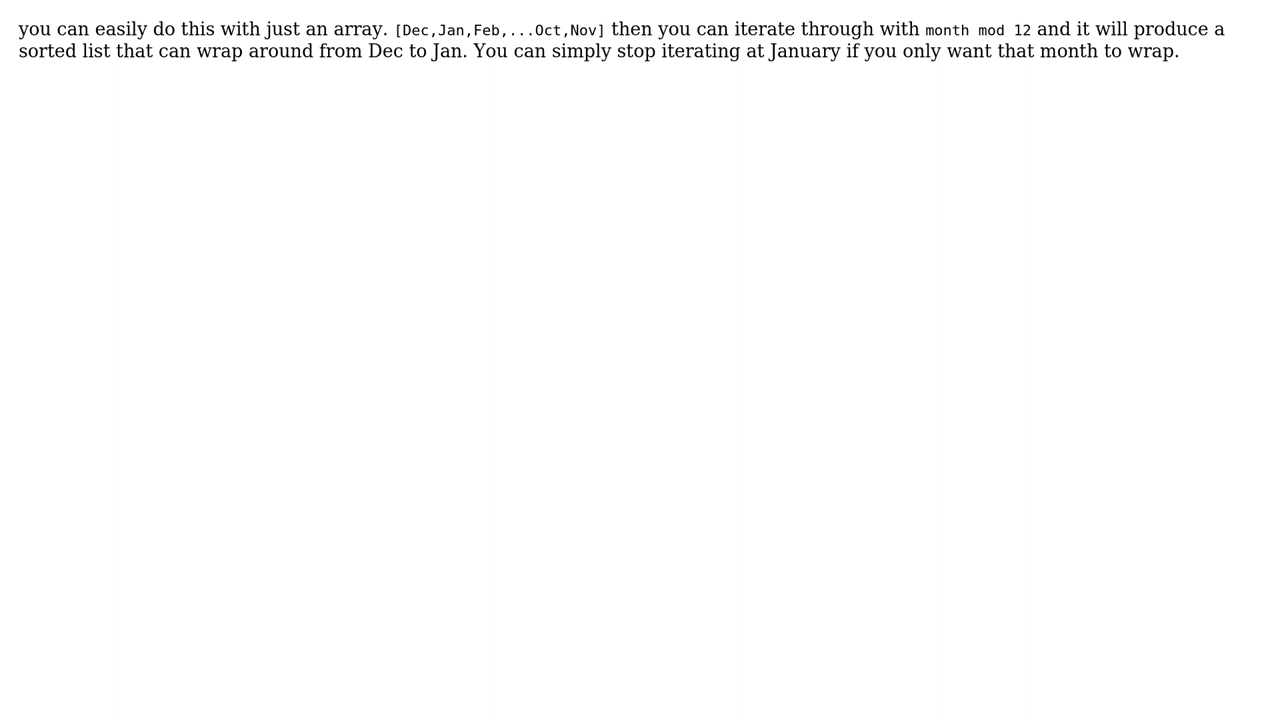 you can easily do this with just an array. [Dec,Jan,Feb,...Oct,Nov] then you can iterate through with month mod 12 and it will produce a
sorted list that can wrap around from Dec to Jan. You can simply stop iterating at January if you only want that month to wrap.